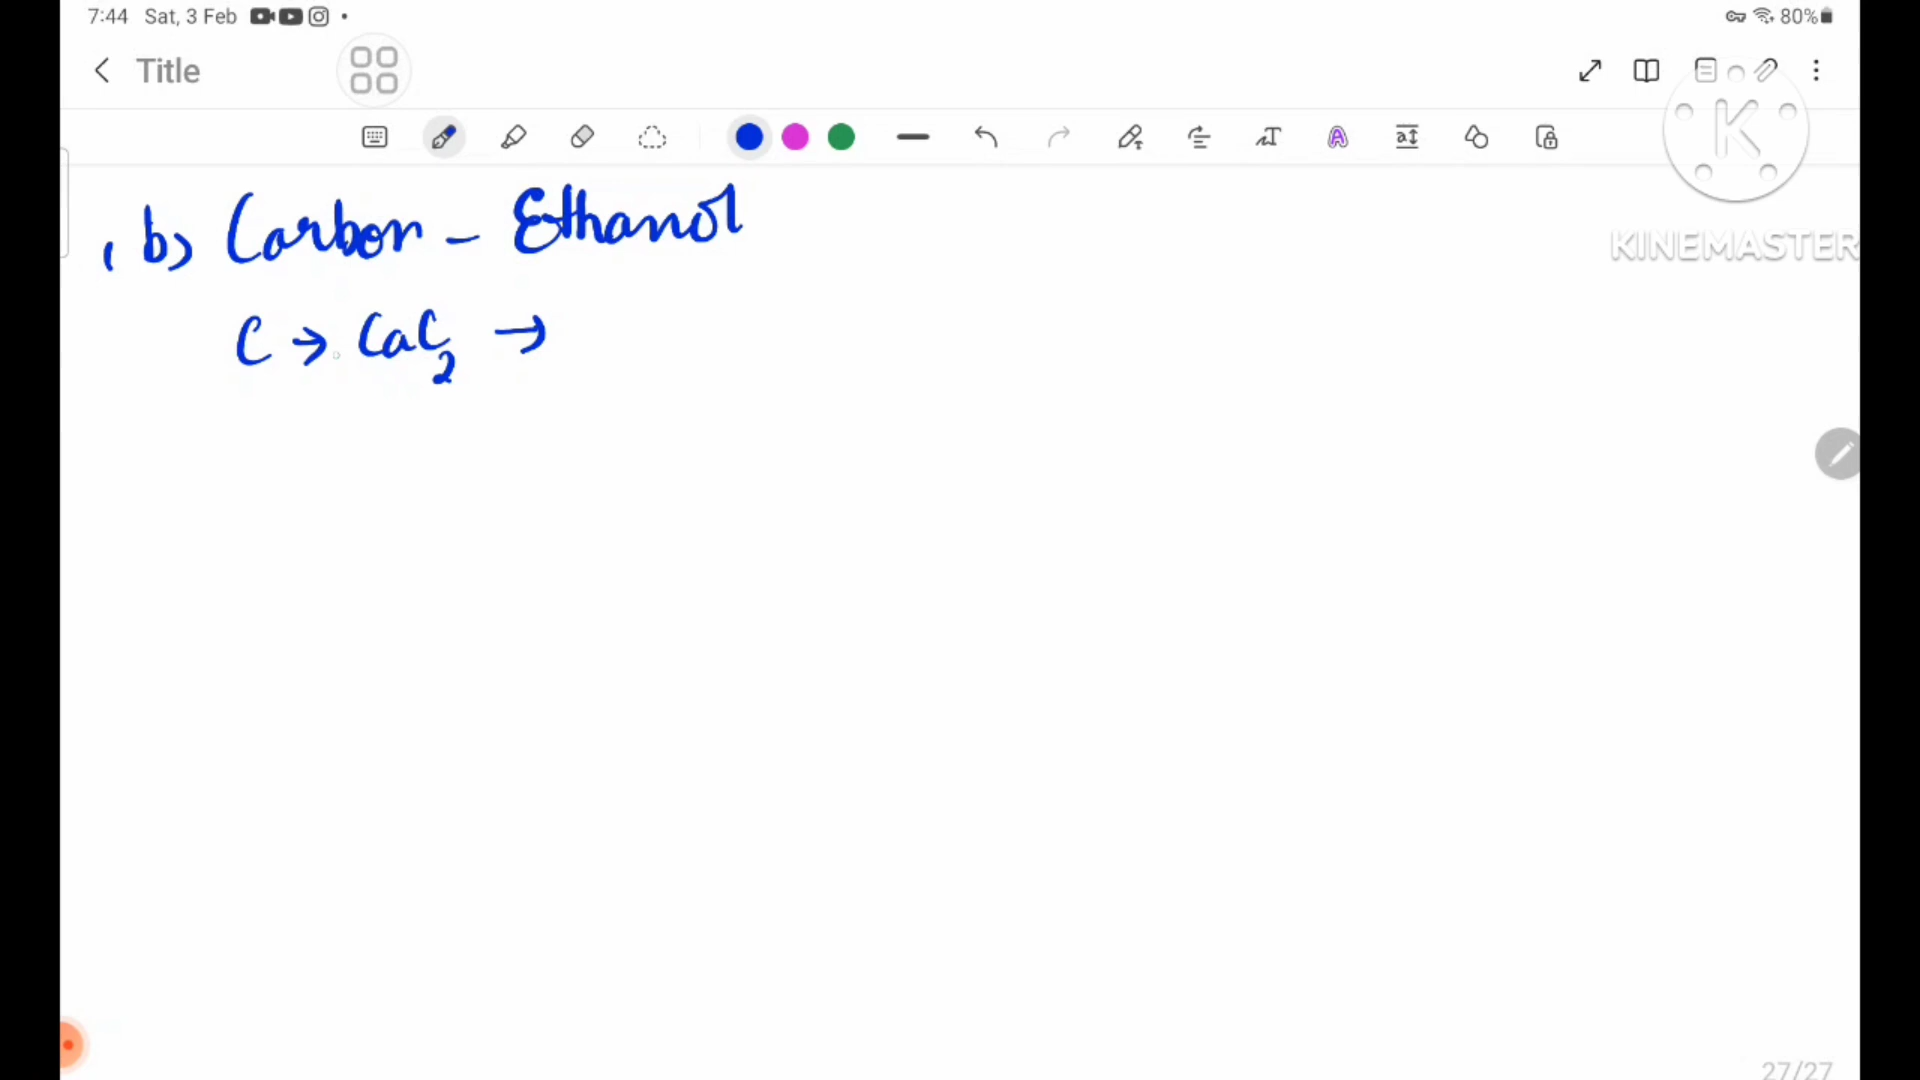 7:44 Sat, 3 Feb
80%
Title
K
KINEMASTER
, b) Carbon - Ethanol
C → CaC₂ →
27/27